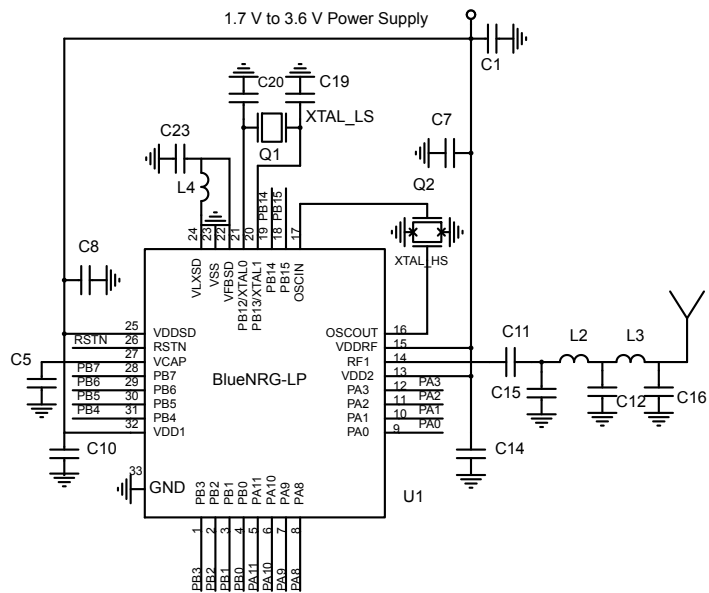 1.7 V to 3.6 V Power Supply
C1
C20
C19
XTAL_LS
Q1
C7
C23
L4
Q2
PB14
PB15
24
23
22
21
20
19
18
17
VLXSD
VSS
VFBSD
PB12/XTAL0
PB13/XTAL1
PB14
PB15
OSCIN
XTAL_HS
C8
25
VDDSD
RSTN
26
RSTN
27
VCAP
PB7
28
PB7
PB6
29
PB6
PB5
30
PB5
PB4
31
PB4
32
VDD1
C5
C10
BlueNRG-LP
OSCOUT
16
VDDRF
15
RF1
14
VDD2
13
PA3
12
PA3
PA2
11
PA2
PA1
10
PA1
PA0
9
PA0
C11
L2
L3
C15
C12
C16
C14
33
GND
U1
PB3
PB2
PB1
PB0
PA11
PA10
PA9
PA8
1
2
3
4
5
6
7
8
PB3
PB2
PB1
PB0
PA11
PA10
PA9
PA8